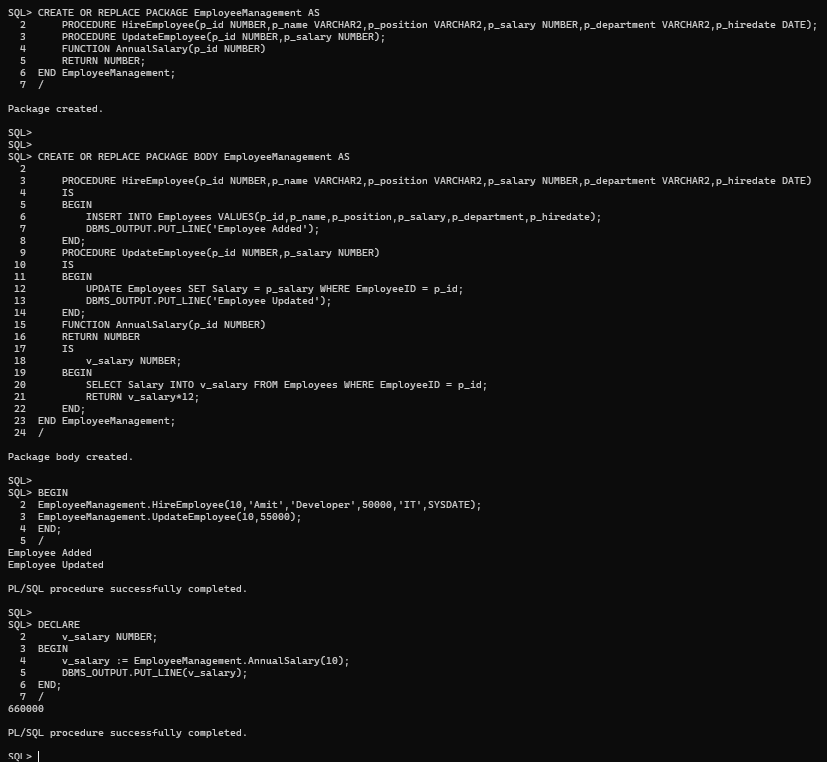 SQL> CREATE OR REPLACE PACKAGE EmployeeManagement AS
  2      PROCEDURE HireEmployee(p_id NUMBER,p_name VARCHAR2,p_position VARCHAR2,p_salary NUMBER,p_department VARCHAR2,p_hiredate DATE);
  3      PROCEDURE UpdateEmployee(p_id NUMBER,p_salary NUMBER);
  4      FUNCTION AnnualSalary(p_id NUMBER)
  5      RETURN NUMBER;
  6  END EmployeeManagement;
  7  /
Package created.
SQL>
SQL>
SQL> CREATE OR REPLACE PACKAGE BODY EmployeeManagement AS
  2
  3      PROCEDURE HireEmployee(p_id NUMBER,p_name VARCHAR2,p_position VARCHAR2,p_salary NUMBER,p_department VARCHAR2,p_hiredate DATE)
  4      IS
  5      BEGIN
  6          INSERT INTO Employees VALUES(p_id,p_name,p_position,p_salary,p_department,p_hiredate);
  7          DBMS_OUTPUT.PUT_LINE('Employee Added');
  8      END;
  9      PROCEDURE UpdateEmployee(p_id NUMBER,p_salary NUMBER)
 10      IS
 11      BEGIN
 12          UPDATE Employees SET Salary = p_salary WHERE EmployeeID = p_id;
 13          DBMS_OUTPUT.PUT_LINE('Employee Updated');
 14      END;
 15      FUNCTION AnnualSalary(p_id NUMBER)
 16      RETURN NUMBER
 17      IS
 18          v_salary NUMBER;
 19      BEGIN
 20          SELECT Salary INTO v_salary FROM Employees WHERE EmployeeID = p_id;
 21          RETURN v_salary*12;
 22      END;
 23  END EmployeeManagement;
 24  /
Package body created.
SQL>
SQL> BEGIN
  2  EmployeeManagement.HireEmployee(10,'Amit','Developer',50000,'IT',SYSDATE);
  3  EmployeeManagement.UpdateEmployee(10,55000);
  4  END;
  5  /
Employee Added
Employee Updated
PL/SQL procedure successfully completed.
SQL>
SQL> DECLARE
  2      v_salary NUMBER;
  3  BEGIN
  4      v_salary := EmployeeManagement.AnnualSalary(10);
  5      DBMS_OUTPUT.PUT_LINE(v_salary);
  6  END;
  7  /
660000
PL/SQL procedure successfully completed.
SQL>